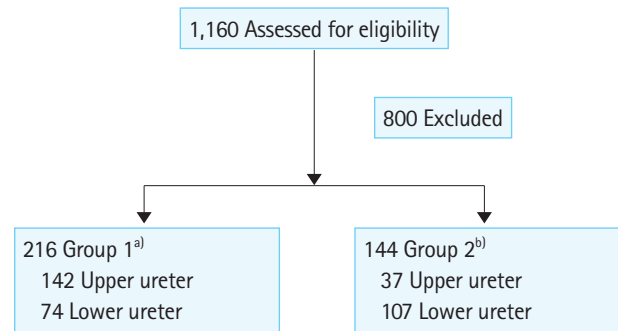 1,160 Assessed for eligibility
800 Excluded
216 Group 1a)
142 Upper ureter
74 Lower ureter
144 Group 2b)
37 Upper ureter
107 Lower ureter